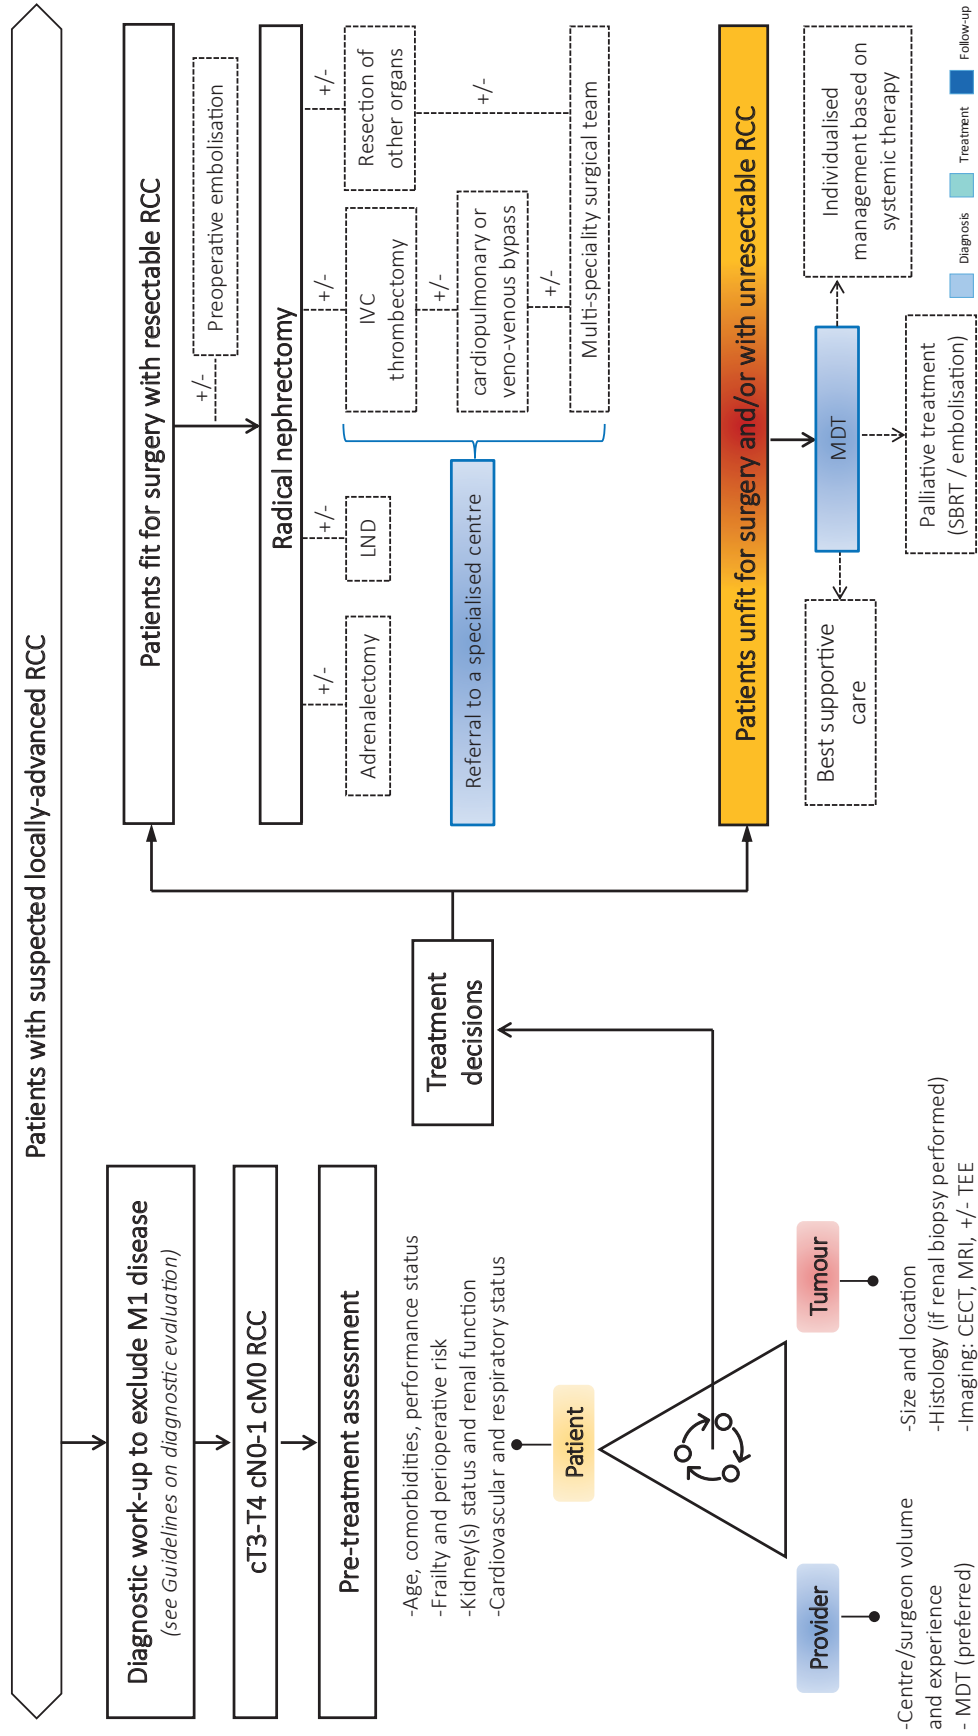 Patients with suspected locally-advanced RCC
Diagnostic work-up to exclude M1 disease
(see Guidelines on diagnostic evaluation)
cT3-T4 cN0-1 cM0 RCC
Pre-treatment assessment
-Age, comorbidities, performance status
-Frailty and perioperative risk
-Kidney(s) status and renal function
-Cardiovascular and respiratory status
Patient
Provider
-Centre/surgeon volume
and experience
- MDT (preferred)
Tumour
-Size and location
-Histology (if renal biopsy performed)
-Imaging: CECT, MRI, +/- TEE
Treatment
decisions
Patients fit for surgery with resectable RCC
+/-
Preoperative embolisation
Radical nephrectomy
+/-
+/-
+/-
+/-
Adrenalectomy
LND
IVC
thrombectomy
Resection of
other organs
+/-
+/-
Referral to a specialised centre
cardiopulmonary or
veno-venous bypass
+/-
Multi-speciality surgical team
Patients unfit for surgery and/or with unresectable RCC
MDT
Best supportive
care
Palliative treatment
(SBRT / embolisation)
Individualised
management based on
systemic therapy
Diagnosis
Treatment
Follow-up